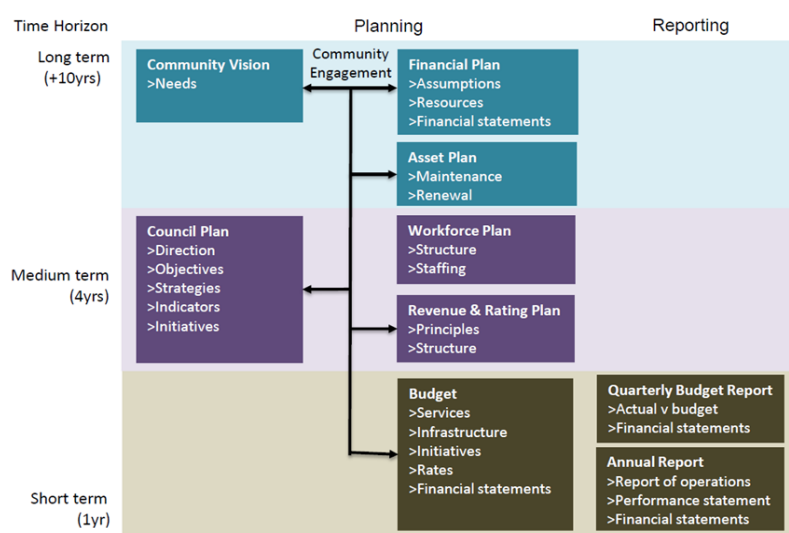 Time Horizon
Planning
Reporting
Long term
(+10yrs)
Community Vision
>Needs
Community
Engagement
Financial Plan
>Assumptions
>Resources
>Financial statements
Asset Plan
>Maintenance
>Renewal
Medium term
(4yrs)
Council Plan
>Direction
>Objectives
>Strategies
>Indicators
>Initiatives
Workforce Plan
>Structure
>Staffing
Revenue & Rating Plan
>Principles
>Structure
Short term
(1yr)
Budget
>Services
>Infrastructure
>Initiatives
>Rates
>Financial statements
Quarterly Budget Report
>Actual v budget
>Financial statements
Annual Report
>Report of operations
>Performance statement
>Financial statements